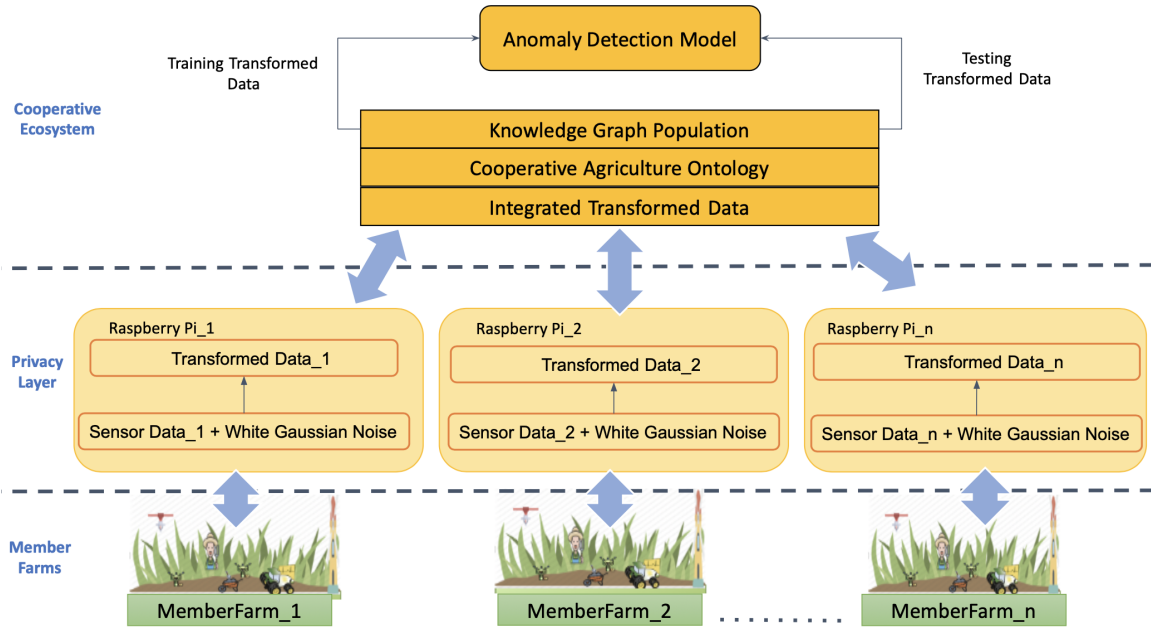 Anomaly Detection Model
Training Transformed
Data
Testing
Transformed Data
Cooperative
Ecosystem
Knowledge Graph Population
Cooperative Agriculture Ontology
Integrated Transformed Data
Privacy
Layer
Raspberry Pi_1
Transformed Data_1
Sensor Data_1 + White Gaussian Noise
Raspberry Pi_2
Transformed Data_2
Sensor Data_2 + White Gaussian Noise
Raspberry Pi_n
Transformed Data_n
Sensor Data_n + White Gaussian Noise
Member
Farms
MemberFarm_1
MemberFarm_2
........
MemberFarm_n